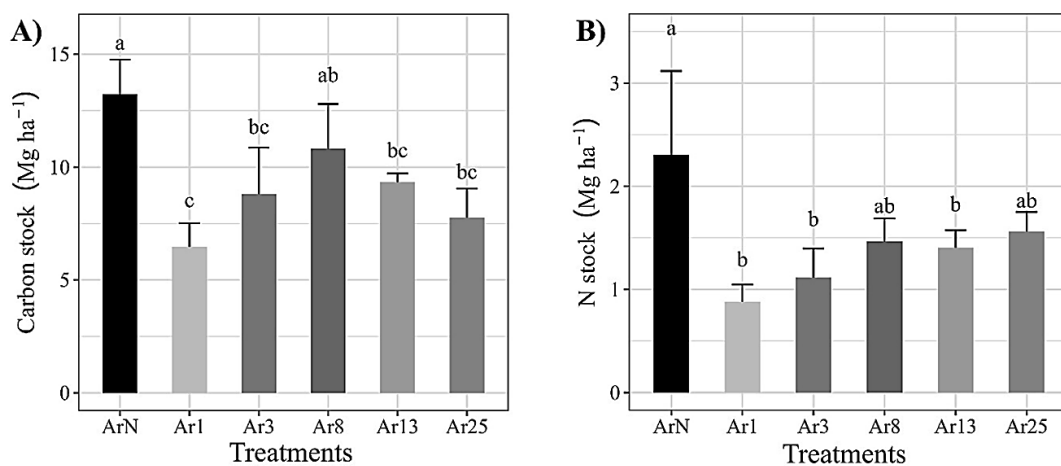 A)
Carbon stock (Mg ha⁻¹)
15
10
5
0
a
c
bc
ab
bc
bc
ArN Ar1 Ar3 Ar8 Ar13 Ar25
Treatments
B)
N stock (Mg ha⁻¹)
3
2
1
0
a
b
b
ab
b
ab
ArN Ar1 Ar3 Ar8 Ar13 Ar25
Treatments